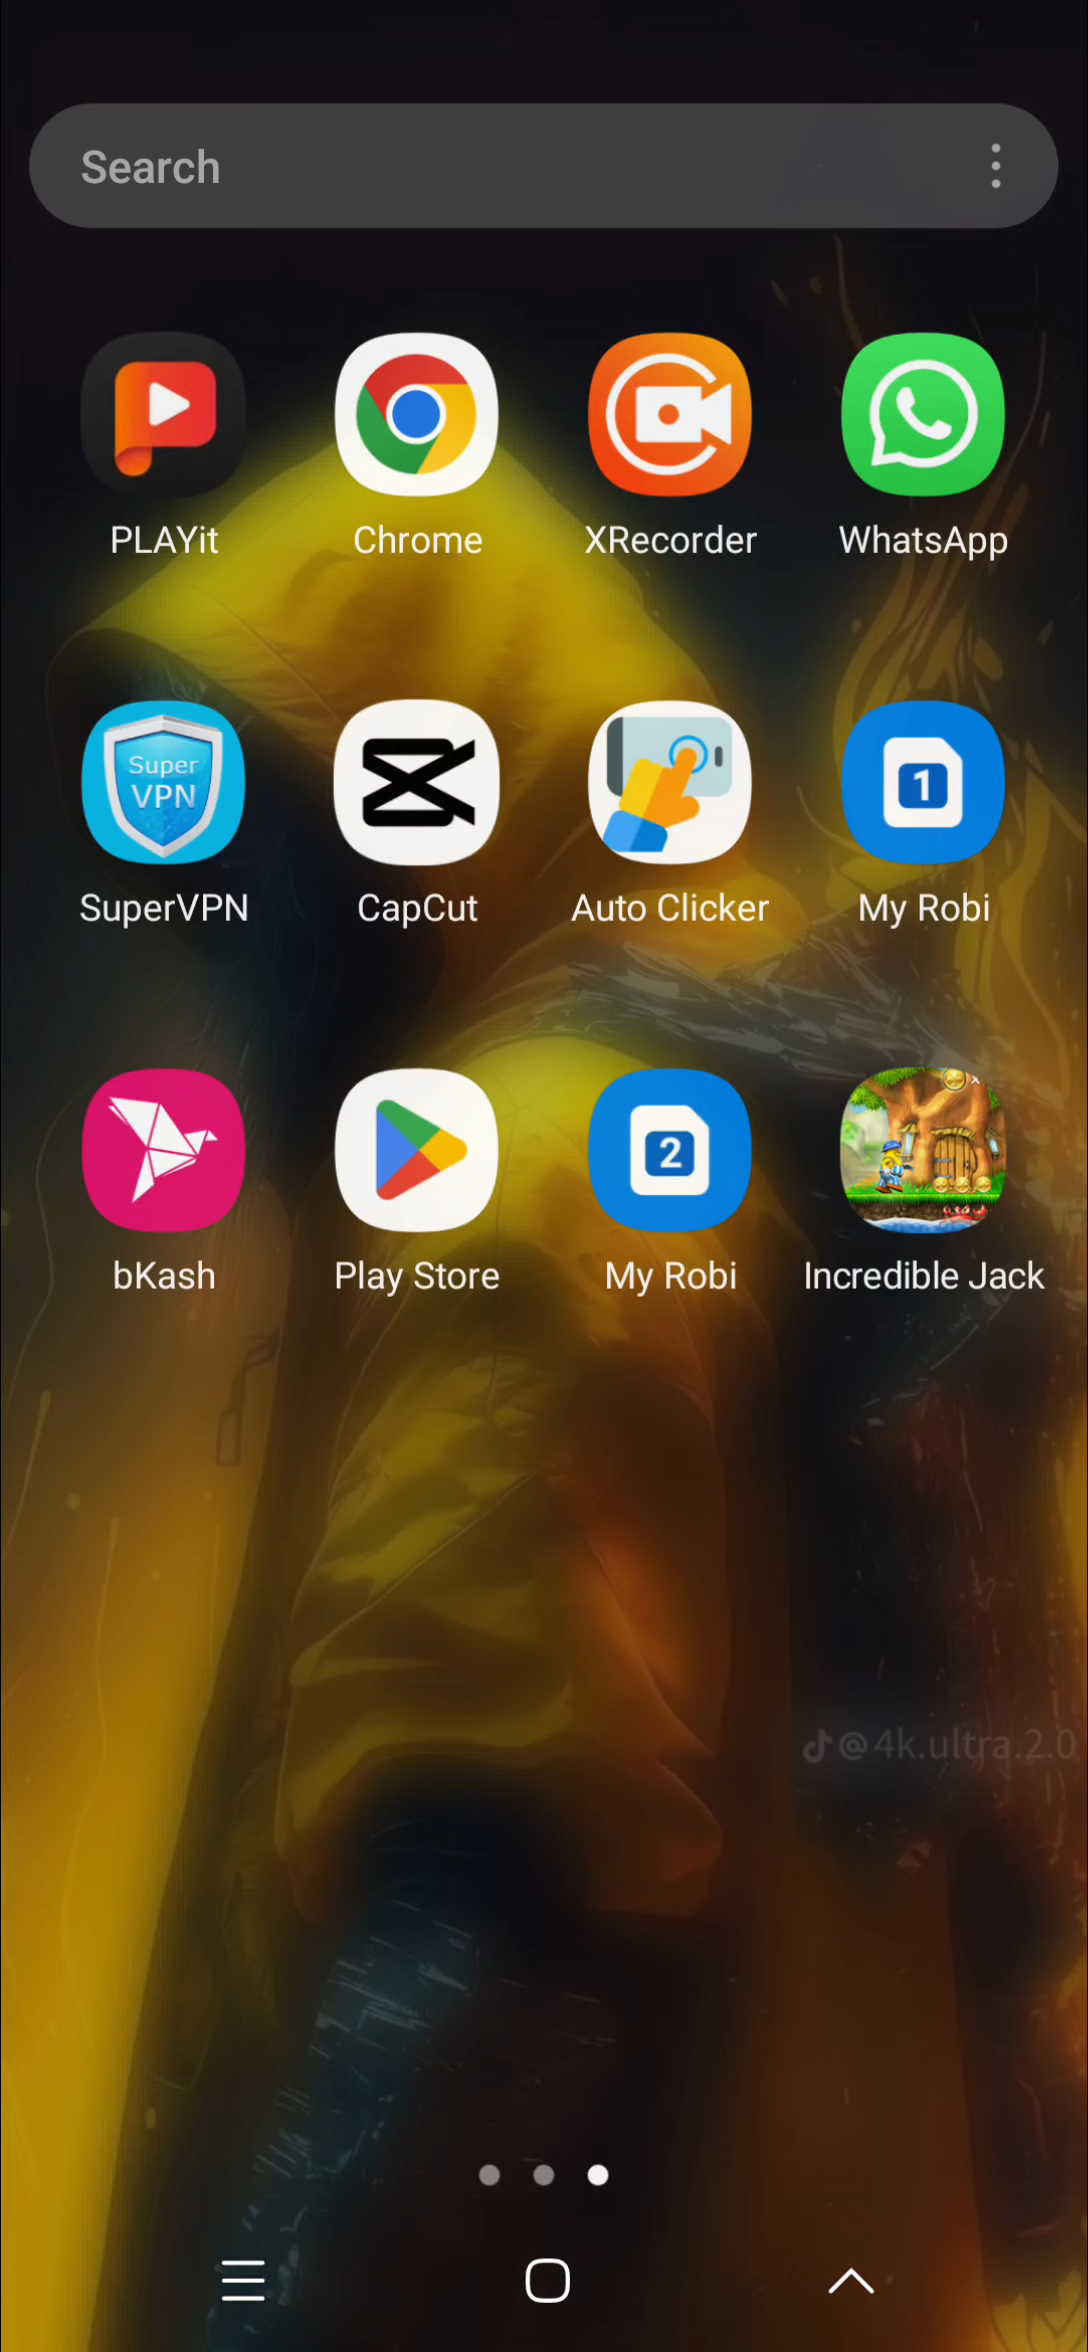 Search
PLAYit
Chrome
XRecorder
WhatsApp
Super
VPN
1
SuperVPN
CapCut
Auto Clicker
My Robi
2
bKash
Play Store
My Robi
Incredible Jack
@4k.ultra.2.0